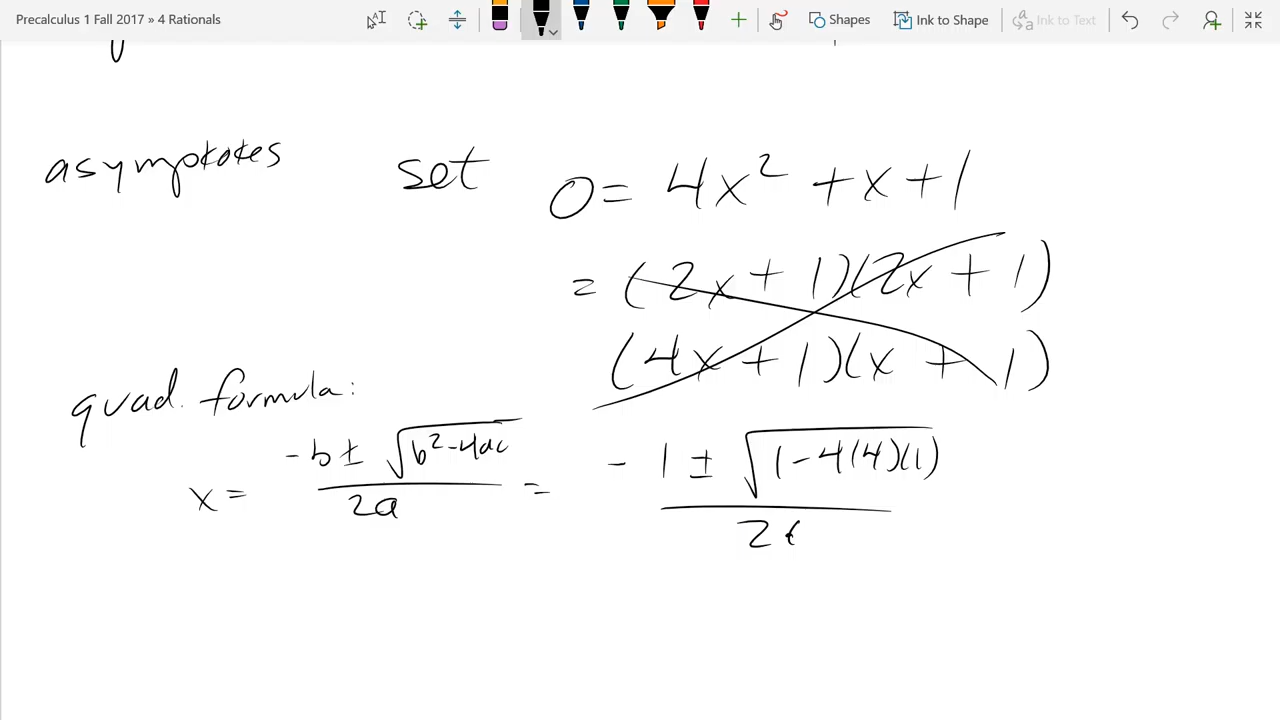 Precalculus 1 Fall 2017 » 4 Rationals
Shapes Ink to Shape Ink to Text
asymptotes set 0 = 4x² + x + 1
= (2x + 1)(2x + 1)
(4x + 1)(x + 1)
quad. formula:
x = -b ± √(b² - 4ac) / 2a = -1 ± √(1 - 4(4)(1)) / 2(